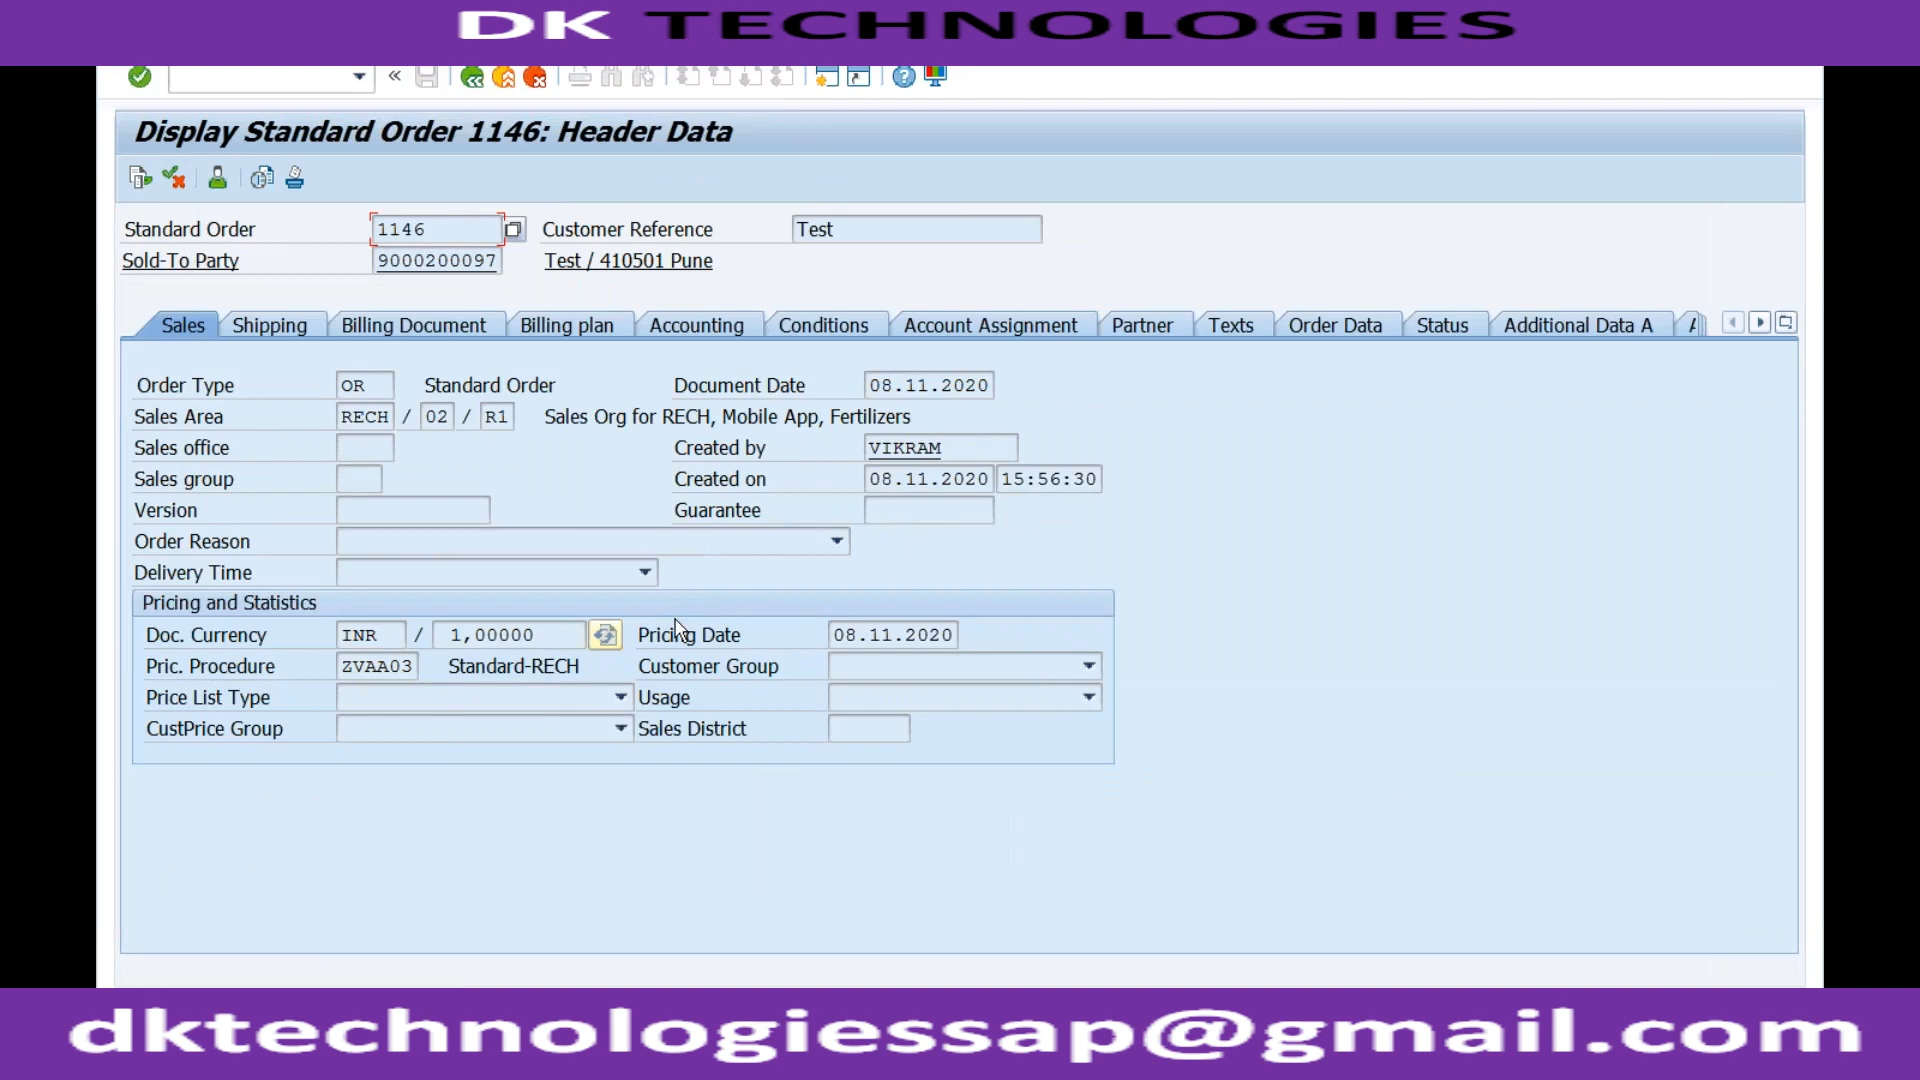 DK TECHNOLOGIES
Display Standard Order 1146: Header Data
Standard Order 1146 Customer Reference Test
Sold-To Party 9000200097 Test / 410501 Pune
Sales Shipping Billing Document Billing plan Accounting Conditions Account Assignment Partner Texts Order Data Status Additional Data A
Order Type OR Standard Order Document Date 08.11.2020
Sales Area RECH / 02 / R1 Sales Org for RECH, Mobile App, Fertilizers
Sales office Created by VIKRAM
Sales group Created on 08.11.2020 15:56:30
Version Guarantee
Order Reason
Delivery Time
Pricing and Statistics
Doc. Currency INR / 1,00000 Pricing Date 08.11.2020
Pric. Procedure ZVAA03 Standard-RECH Customer Group
Price List Type Usage
CustPrice Group Sales District
dktechnologiessap@gmail.com